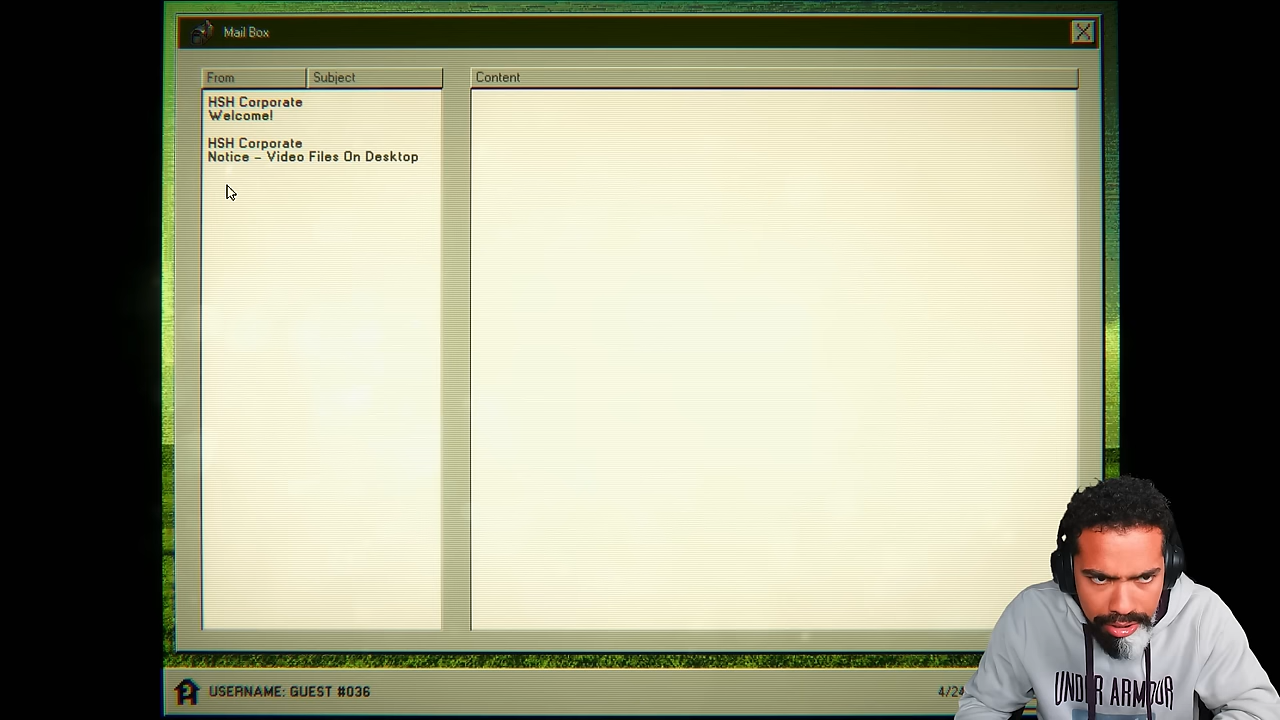 Mail Box
From Subject Content
HSH Corporate
Welcome!
HSH Corporate
Notice - Video Files On Desktop
USERNAME: GUEST #036
4/24
UNDER ARMOUR